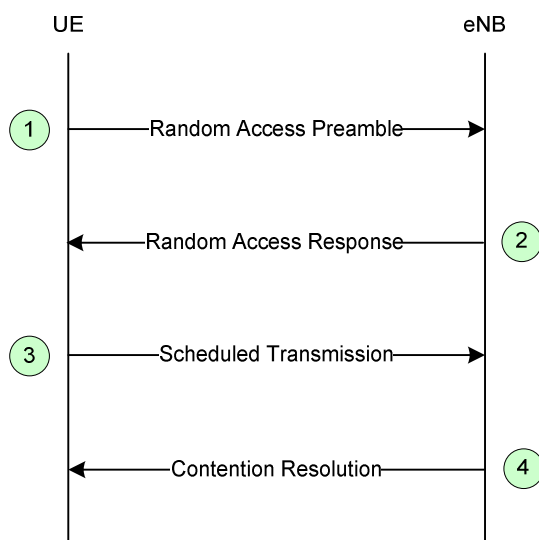 UE
eNB
1
Random Access Preamble
Random Access Response
2
3
Scheduled Transmission
Contention Resolution
4